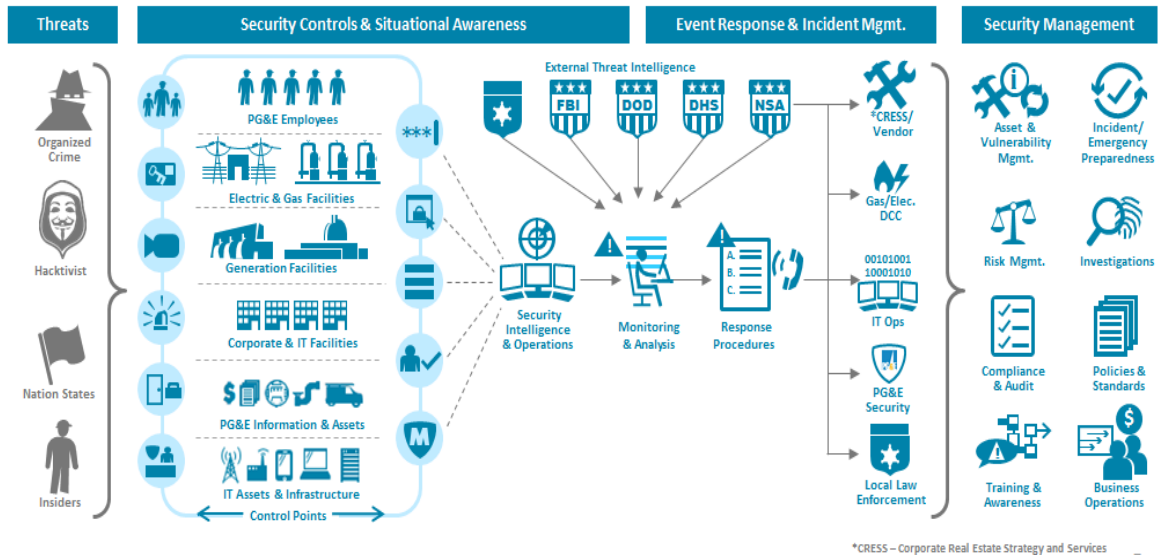 Threats
Security Controls & Situational Awareness
Event Response & Incident Mgmt.
Security Management
Organized
Crime
Hacktivist
Nation States
Insiders
PG&E Employees
Electric & Gas Facilities
Generation Facilities
Corporate & IT Facilities
$
PG&E Information & Assets
IT Assets & Infrastructure
Control Points
***
M
External Threat Intelligence
FBI
DOD
DHS
NSA
Security
Intelligence
& Operations
Monitoring
& Analysis
A.
B.
C.
Response
Procedures
*CRESS/
Vendor
Gas/Elec.
DCC
00101001
10001010
IT Ops
PG&E
Security
Local Law
Enforcement
i
Asset &
Vulnerability
Mgmt.
Incident/
Emergency
Preparedness
Risk Mgmt.
Investigations
Compliance
& Audit
Policies &
Standards
Training &
Awareness
$
Business
Operations
*CRESS – Corporate Real Estate Strategy and Services